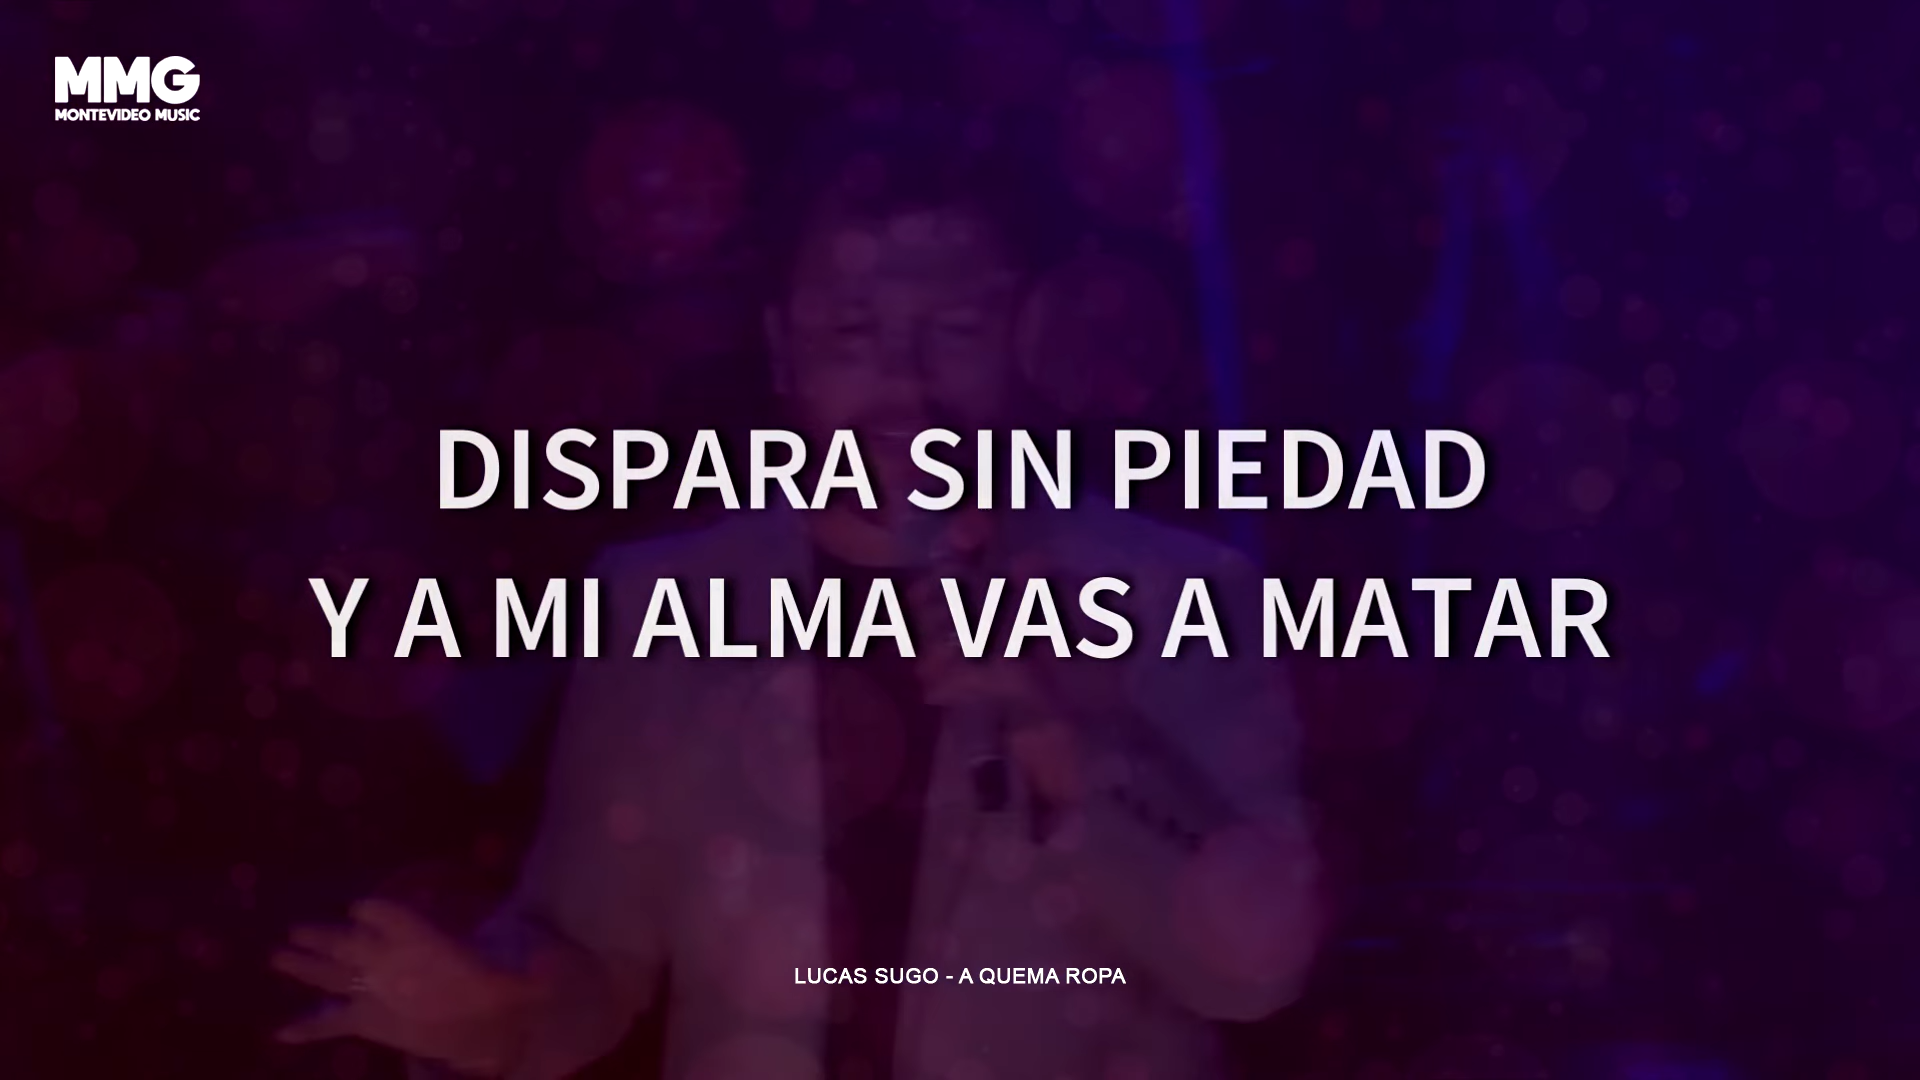 MMG
MONTEVIDEO MUSIC
DISPARA SIN PIEDAD
Y A MI ALMA VAS A MATAR
LUCAS SUGO - A QUEMA ROPA